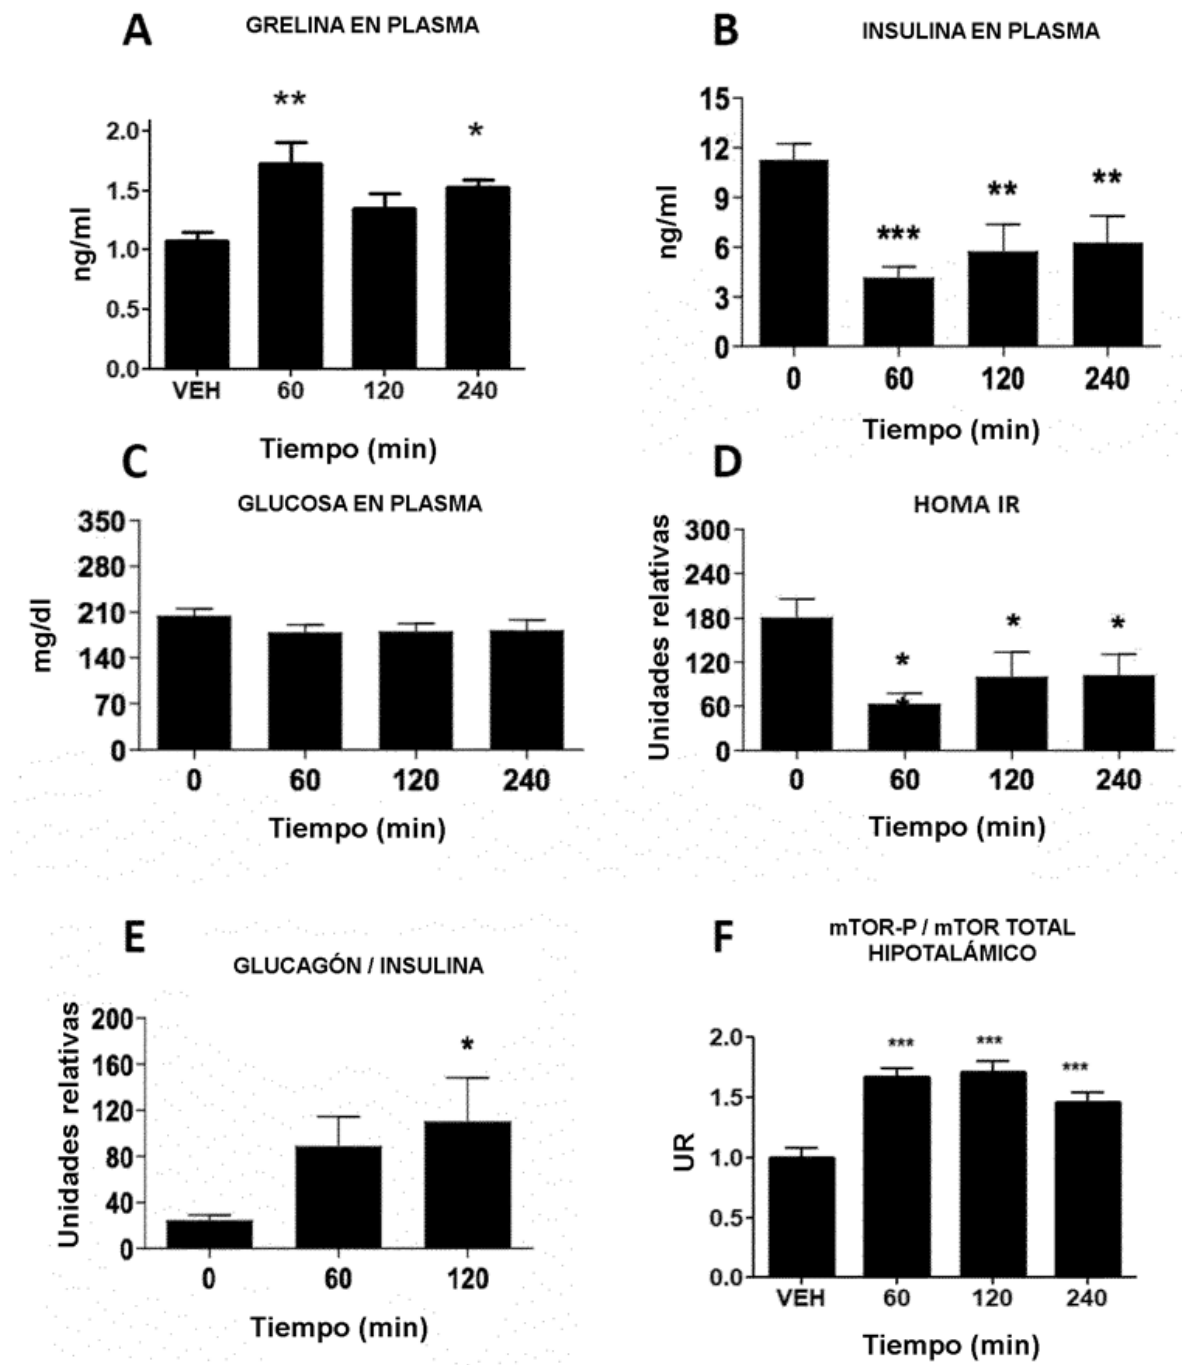 A
GRELINA EN PLASMA
**
*
2.0
1.5
1.0
0.5
0.0
ng/ml
VEH 60 120 240
Tiempo (min)
B
INSULINA EN PLASMA
15
12
9
6
3
0
ng/ml
***
**
**
0 60 120 240
Tiempo (min)
C
GLUCOSA EN PLASMA
350
280
210
140
70
0
mg/dl
0 60 120 240
Tiempo (min)
D
HOMA IR
300
240
180
120
60
0
Unidades relativas
*
*
*
*
0 60 120 240
Tiempo (min)
E
GLUCAGÓN / INSULINA
200
160
120
80
40
0
Unidades relativas
*
0 60 120
Tiempo (min)
F
mTOR-P / mTOR TOTAL
HIPOTALÁMICO
2.0
1.5
1.0
0.5
0.0
UR
***
***
***
VEH 60 120 240
Tiempo (min)